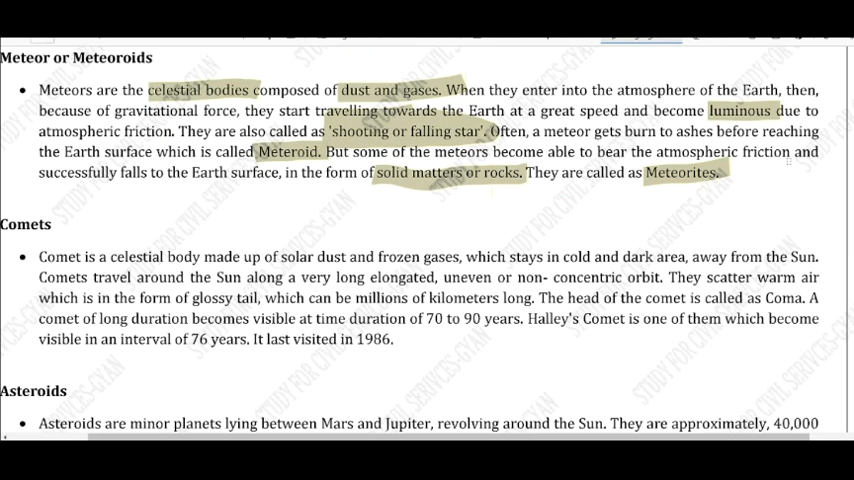 Meteor or Meteoroids
• Meteors are the celestial bodies composed of dust and gases. When they enter into the atmosphere of the Earth, then,
because of gravitational force, they start travelling towards the Earth at a great speed and become luminous due to
atmospheric friction. They are also called as 'shooting or falling star'. Often, a meteor gets burn to ashes before reaching
the Earth surface which is called Meteroid. But some of the meteors become able to bear the atmospheric friction and
successfully falls to the Earth surface, in the form of solid matters or rocks. They are called as Meteorites.
Comets
• Comet is a celestial body made up of solar dust and frozen gases, which stays in cold and dark area, away from the Sun.
Comets travel around the Sun along a very long elongated, uneven or non- concentric orbit. They scatter warm air
which is in the form of glossy tail, which can be millions of kilometers long. The head of the comet is called as Coma. A
comet of long duration becomes visible at time duration of 70 to 90 years. Halley's Comet is one of them which become
visible in an interval of 76 years. It last visited in 1986.
Asteroids
• Asteroids are minor planets lying between Mars and Jupiter, revolving around the Sun. They are approximately, 40,000